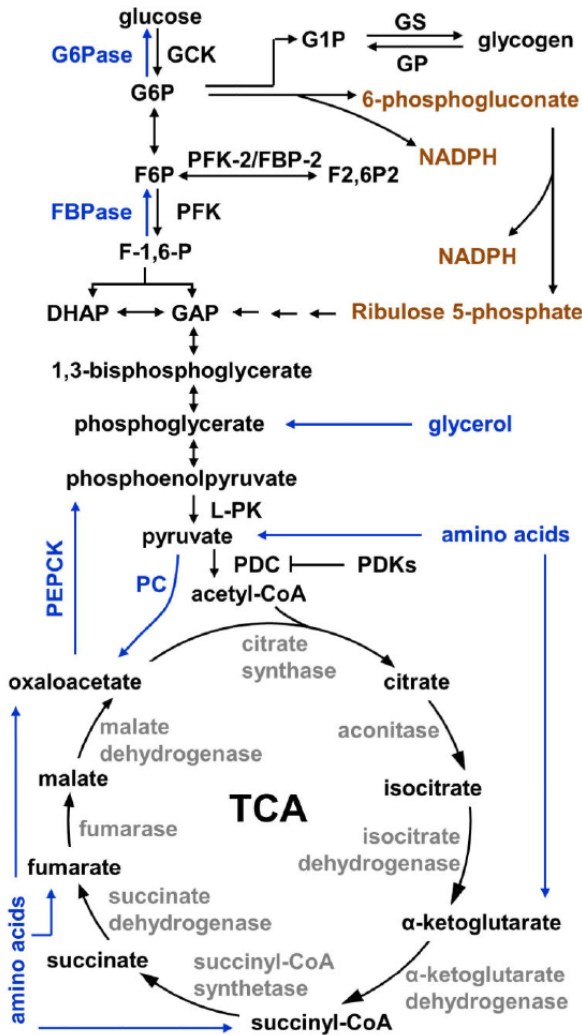 glucose
G6Pase
GCK
G1P
GS
GP
glycogen
G6P
6-phosphogluconate
NADPH
PFK-2/FBP-2
F6P
F2,6P2
FBPase
PFK
NADPH
F-1,6-P
DHAP
GAP
Ribulose 5-phosphate
1,3-bisphosphoglycerate
phosphoglycerate
glycerol
phosphoenolpyruvate
L-PK
pyruvate
amino acids
PEPCK
PC
PDC
PDKs
acetyl-CoA
citrate
synthase
oxaloacetate
citrate
malate
dehydrogenase
aconitase
malate
TCA
isocitrate
fumarase
isocitrate
dehydrogenase
fumarate
amino acids
succinate
dehydrogenase
α-ketoglutarate
succinate
succinyl-CoA
synthetase
α-ketoglutarate
dehydrogenase
succinyl-CoA